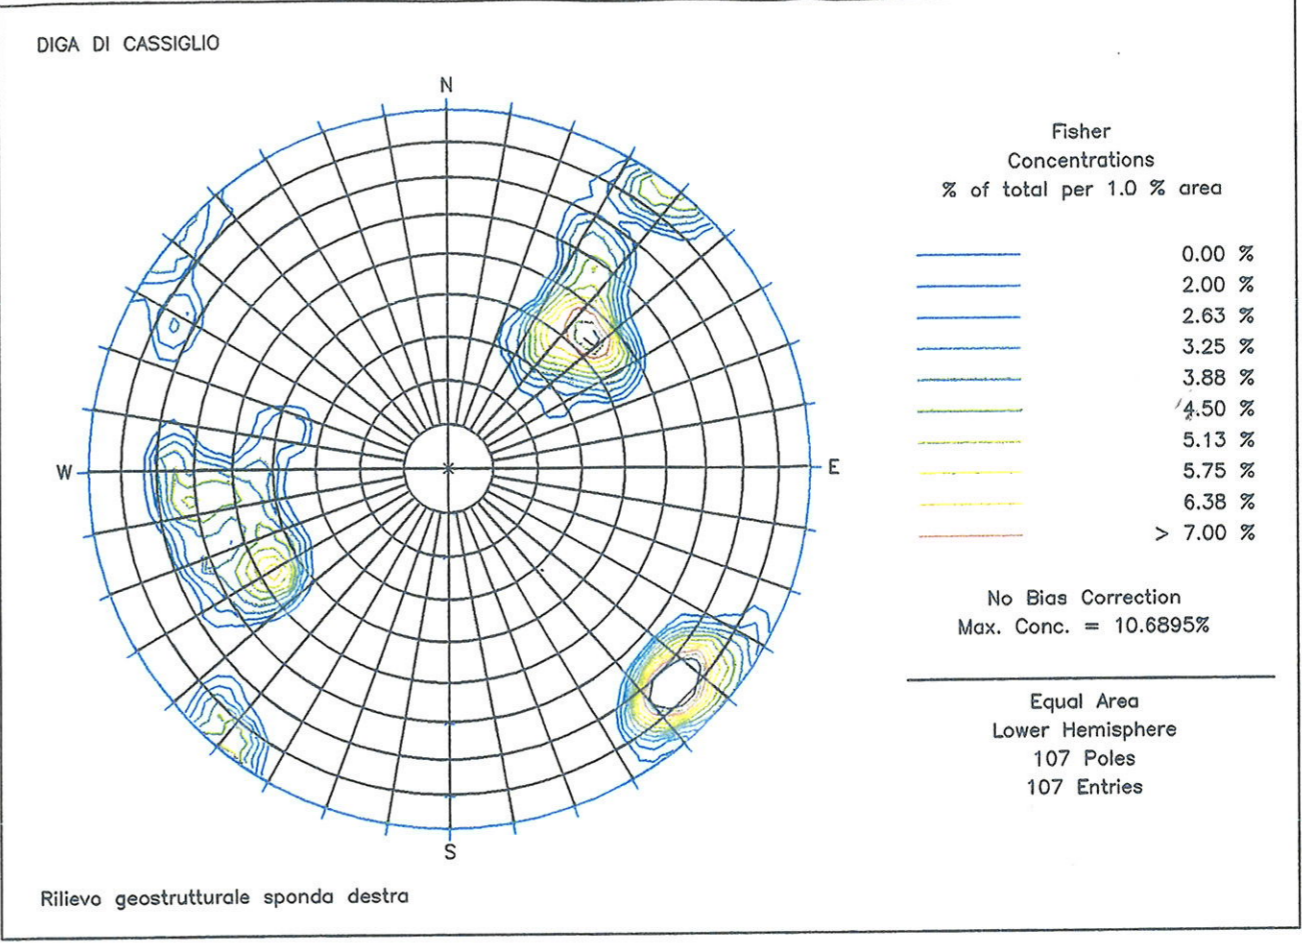 DIGA DI CASSIGLIO
N
W
E
S
Fisher
Concentrations
% of total per 1.0 % area
0.00 %
2.00 %
2.63 %
3.25 %
3.88 %
4.50 %
5.13 %
5.75 %
6.38 %
> 7.00 %
No Bias Correction
Max. Conc. = 10.6895%
Equal Area
Lower Hemisphere
107 Poles
107 Entries
Rilievo geostrutturale sponda destra